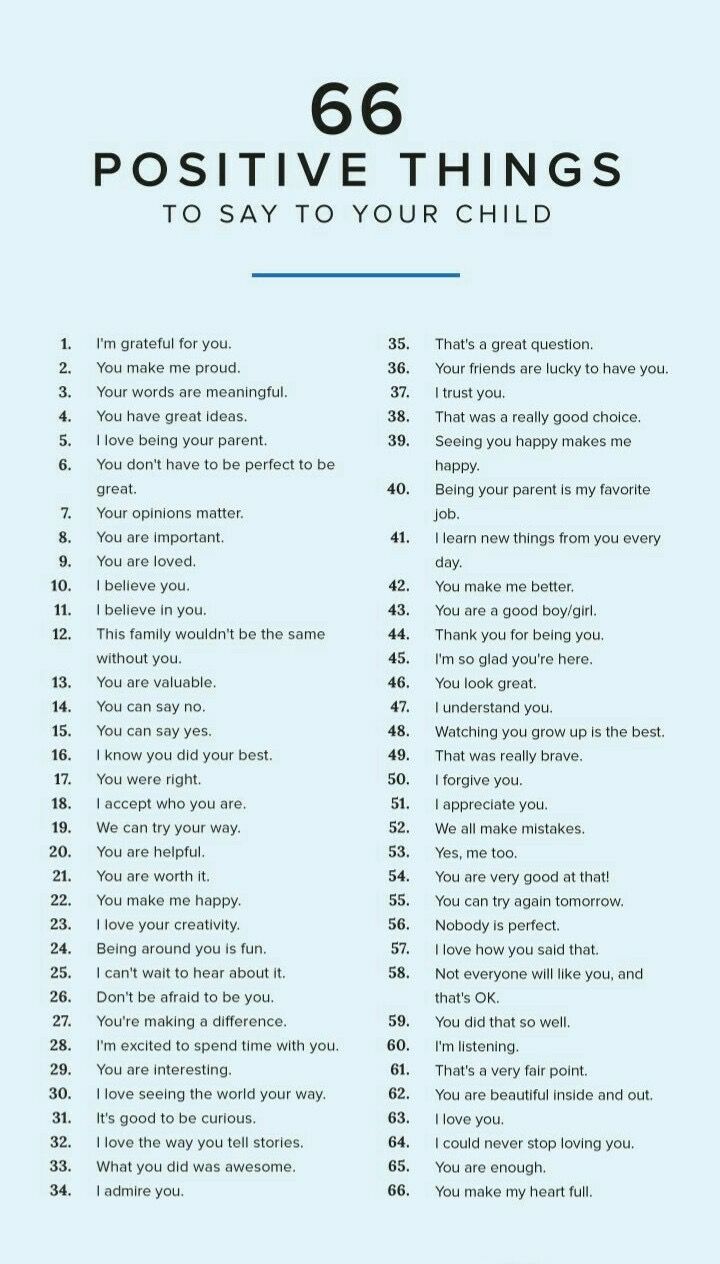 66
POSITIVE THINGS
TO SAY TO YOUR CHILD
1. I'm grateful for you.
2. You make me proud.
3. Your words are meaningful.
4. You have great ideas.
5. I love being your parent.
6. You don't have to be perfect to be
great.
7. Your opinions matter.
8. You are important.
9. You are loved.
10. I believe you.
11. I believe in you.
12. This family wouldn't be the same
without you.
13. You are valuable.
14. You can say no.
15. You can say yes.
16. I know you did your best.
17. You were right.
18. I accept who you are.
19. We can try your way.
20. You are helpful.
21. You are worth it.
22. You make me happy.
23. I love your creativity.
24. Being around you is fun.
25. I can't wait to hear about it.
26. Don't be afraid to be you.
27. You're making a difference.
28. I'm excited to spend time with you.
29. You are interesting.
30. I love seeing the world your way.
31. It's good to be curious.
32. I love the way you tell stories.
33. What you did was awesome.
34. I admire you.
35. That's a great question.
36. Your friends are lucky to have you.
37. I trust you.
38. That was a really good choice.
39. Seeing you happy makes me
happy.
40. Being your parent is my favorite
job.
41. I learn new things from you every
day.
42. You make me better.
43. You are a good boy/girl.
44. Thank you for being you.
45. I'm so glad you're here.
46. You look great.
47. I understand you.
48. Watching you grow up is the best.
49. That was really brave.
50. I forgive you.
51. I appreciate you.
52. We all make mistakes.
53. Yes, me too.
54. You are very good at that!
55. You can try again tomorrow.
56. Nobody is perfect.
57. I love how you said that.
58. Not everyone will like you, and
that's OK.
59. You did that so well.
60. I'm listening.
61. That's a very fair point.
62. You are beautiful inside and out.
63. I love you.
64. I could never stop loving you.
65. You are enough.
66. You make my heart full.